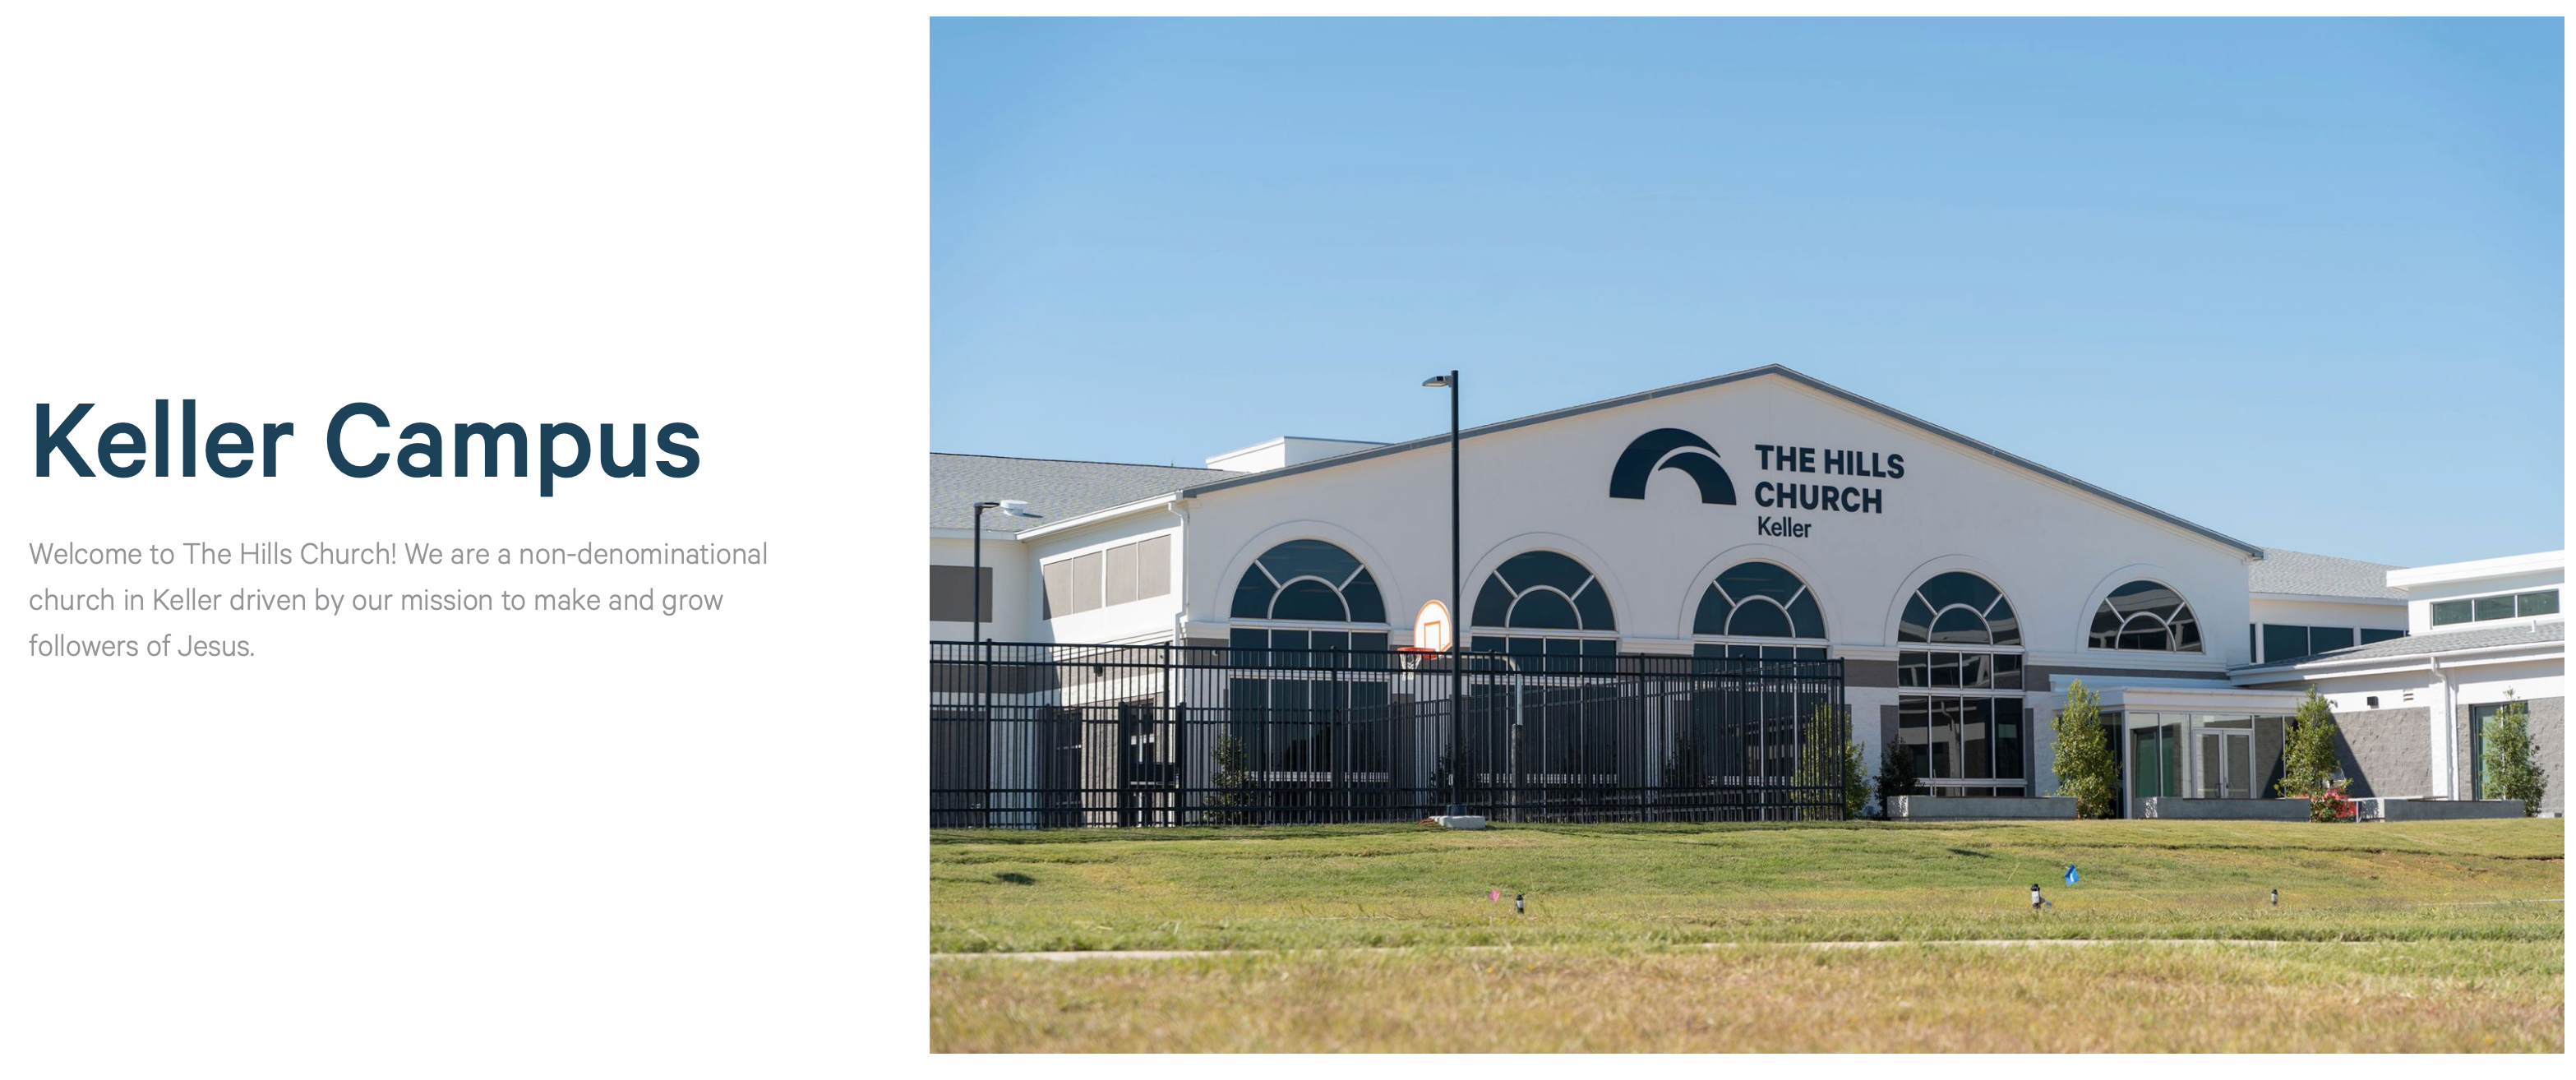 Keller Campus
Welcome to The Hills Church! We are a non-denominational
church in Keller driven by our mission to make and grow
followers of Jesus.
THE HILLS
CHURCH
Keller